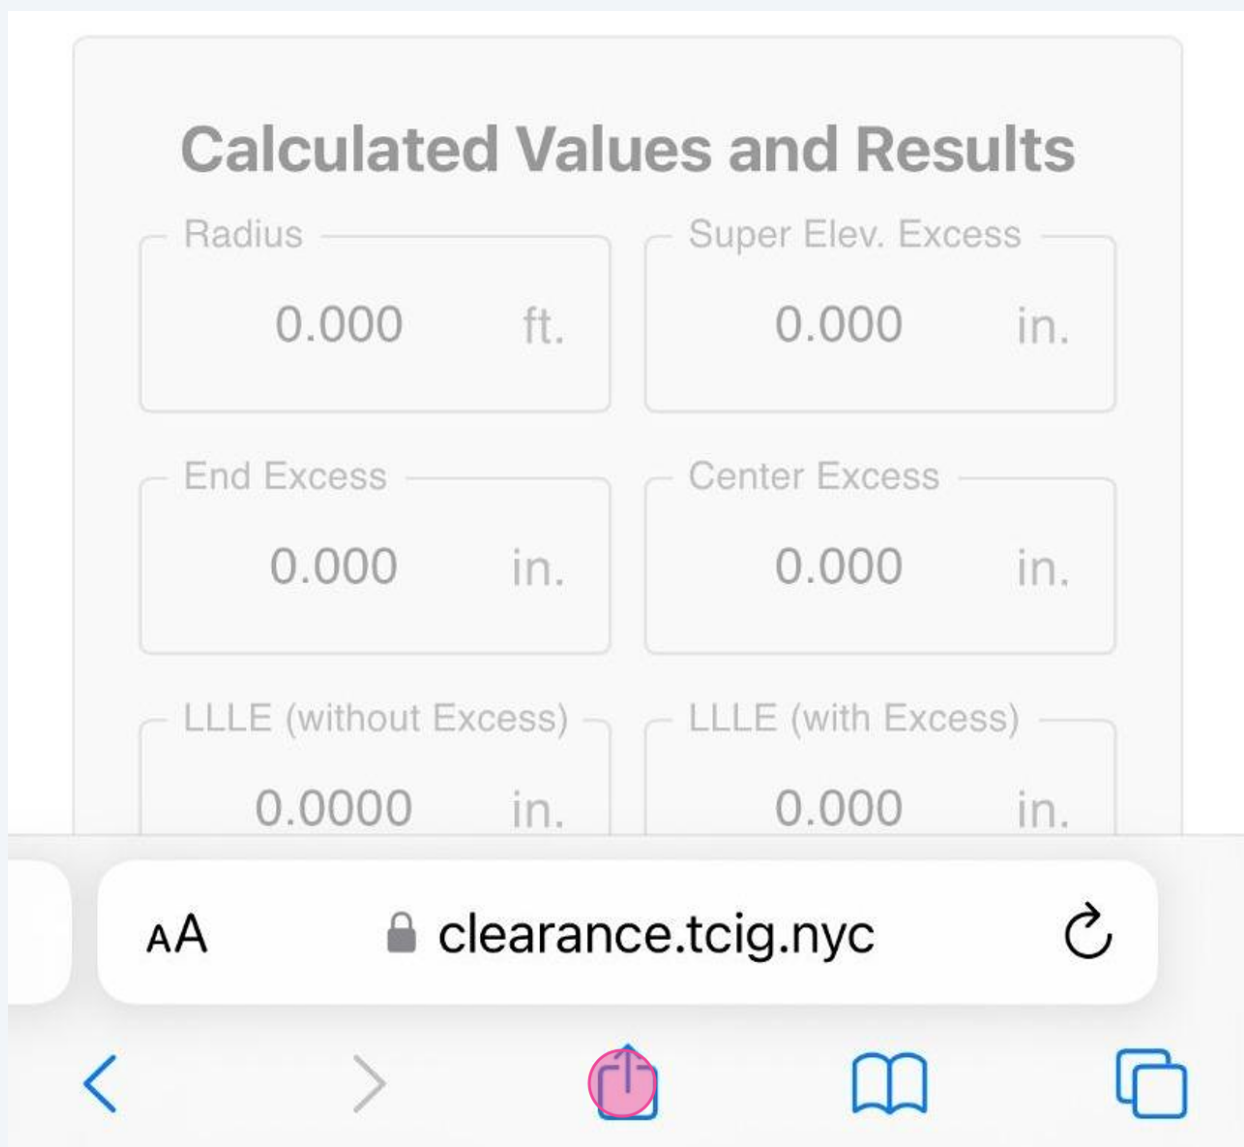 Calculated Values and Results
Radius
0.000 ft.
Super Elev. Excess
0.000 in.
End Excess
0.000 in.
Center Excess
0.000 in.
LLLE (without Excess)
0.0000 in.
LLLE (with Excess)
0.000 in.
AA clearance.tcig.nyc